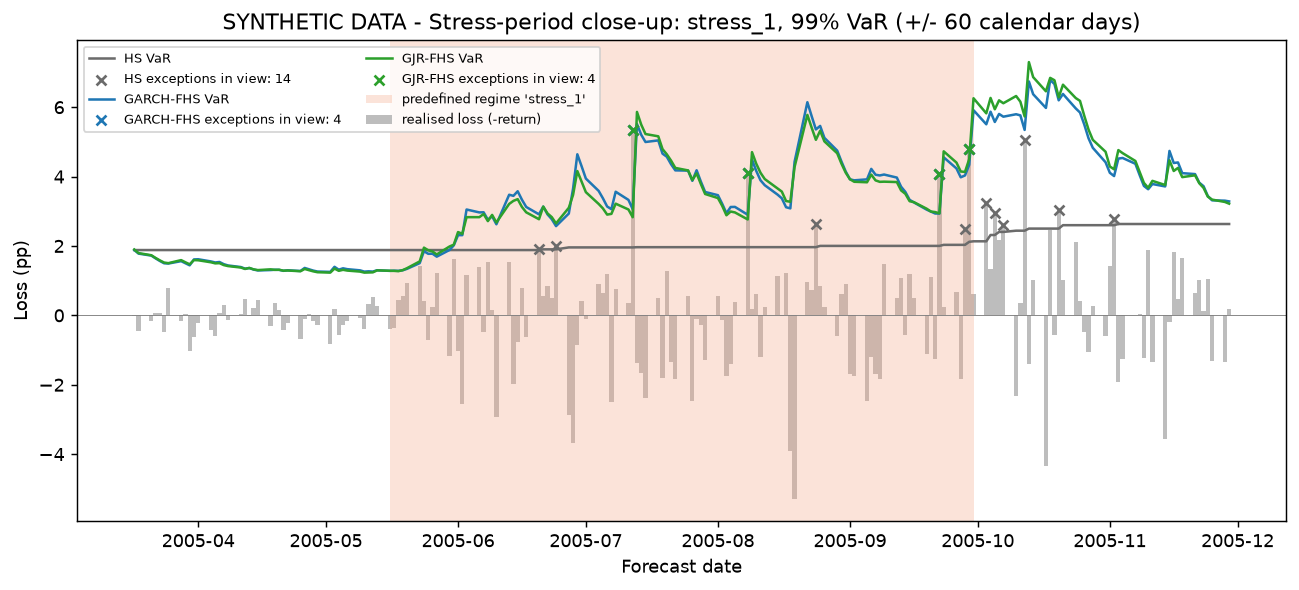 SYNTHETIC DATA - Stress-period close-up: stress_1, 99% VaR (+/- 60 calendar days)
HS VaR
HS exceptions in view: 14
GARCH-FHS VaR
GARCH-FHS exceptions in view: 4
GJR-FHS VaR
GJR-FHS exceptions in view: 4
predefined regime 'stress_1'
realised loss (-return)
Loss (pp)
6
4
2
0
−2
−4
2005-04
2005-05
2005-06
2005-07
2005-08
2005-09
2005-10
2005-11
2005-12
Forecast date